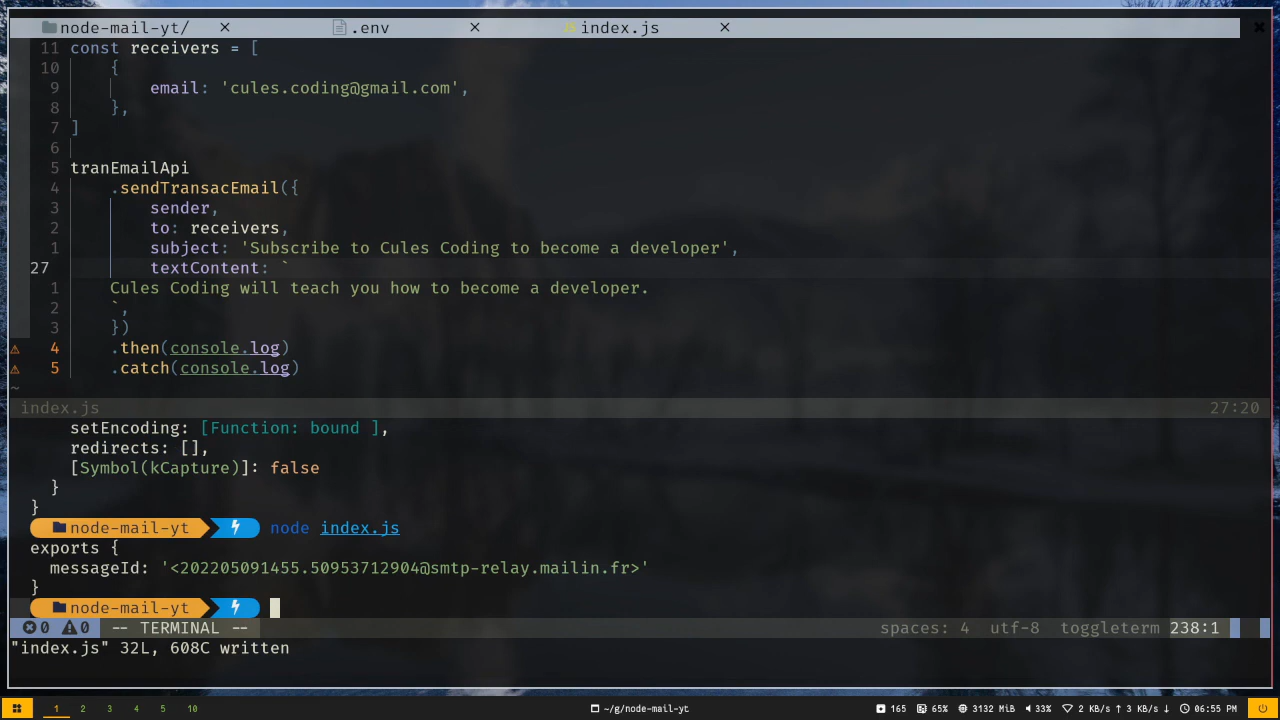 node-mail-yt/ × .env × index.js ×
11 const receivers = [
10 {
9 email: 'cules.coding@gmail.com',
8 },
7 ]
6
5 tranEmailApi
4 .sendTransacEmail({
3 sender,
2 to: receivers,
1 subject: 'Subscribe to Cules Coding to become a developer',
27 textContent: `
1 Cules Coding will teach you how to become a developer.
2 `,
3 })
4 .then(console.log)
5 .catch(console.log)
~
index.js 27:20
setEncoding: [Function: bound ],
redirects: [],
[Symbol(kCapture)]: false
}
}
node-mail-yt node index.js
exports {
messageId: '<202205091455.50953712904@smtp-relay.mailin.fr>'
}
node-mail-yt
0 0 -- TERMINAL -- spaces: 4 utf-8 toggleterm 238:1
"index.js" 32L, 608C written
1 2 3 4 5 10 ~/g/node-mail-yt 165 65% 3132 MiB 33% 2 KB/s ↑ 3 KB/s ↓ 06:55 PM